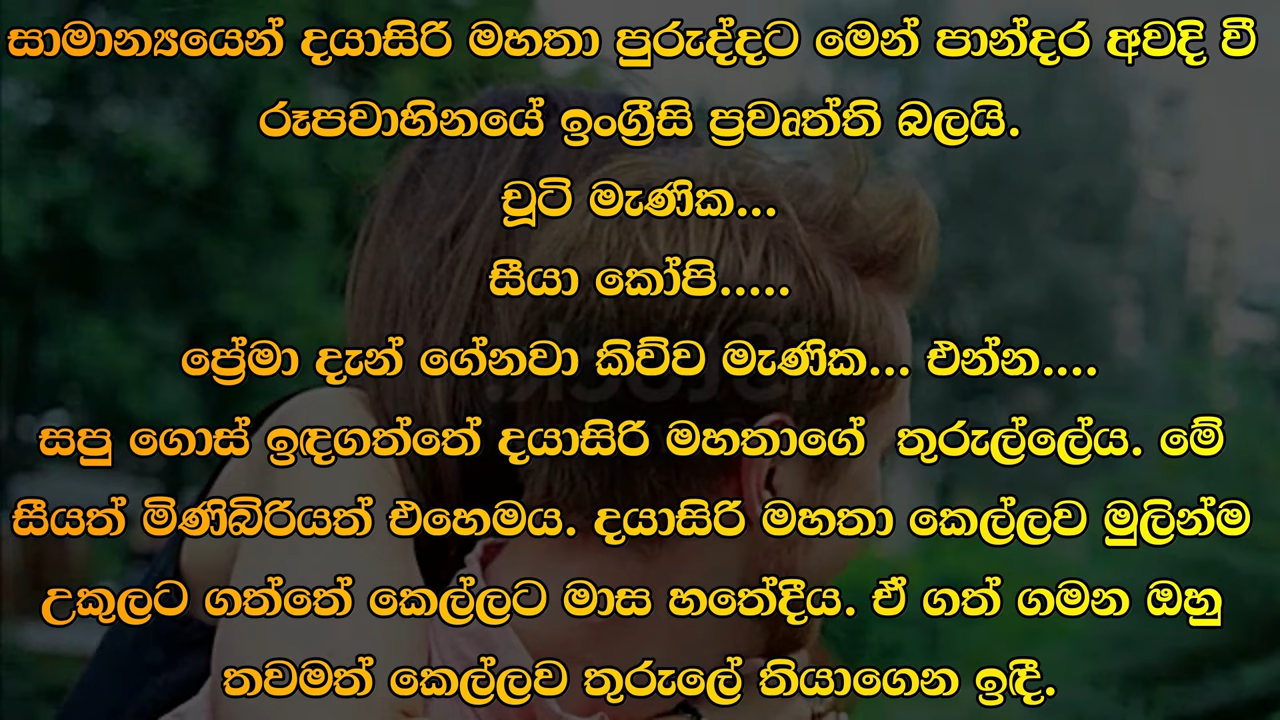 සාමාන්‍යයෙන් දයාසිරි මහතා පුරුද්දට මෙන් පාන්දර අවදි වී
රූපවාහිනයේ ඉංග්‍රීසි ප්‍රවෘත්ති බලයි.
චූටි මැණික...
සීයා කෝපි.....
ප්‍රේමා දැන් ගේනවා කිව්ව මැණික... එන්න....
සපු ගොස් ඉඳගත්තේ දයාසිරි මහතාගේ  තුරුල්ලේය. මේ
සීයත් මිණිබිරියත් එහෙමය. දයාසිරි මහතා කෙල්ලව මුලින්ම
උකුලට ගත්තේ කෙල්ලට මාස හතේදීය. ඒ ගත් ගමන ඔහු
තවමත් කෙල්ලව තුරුලේ තියාගෙන ඉඳී.